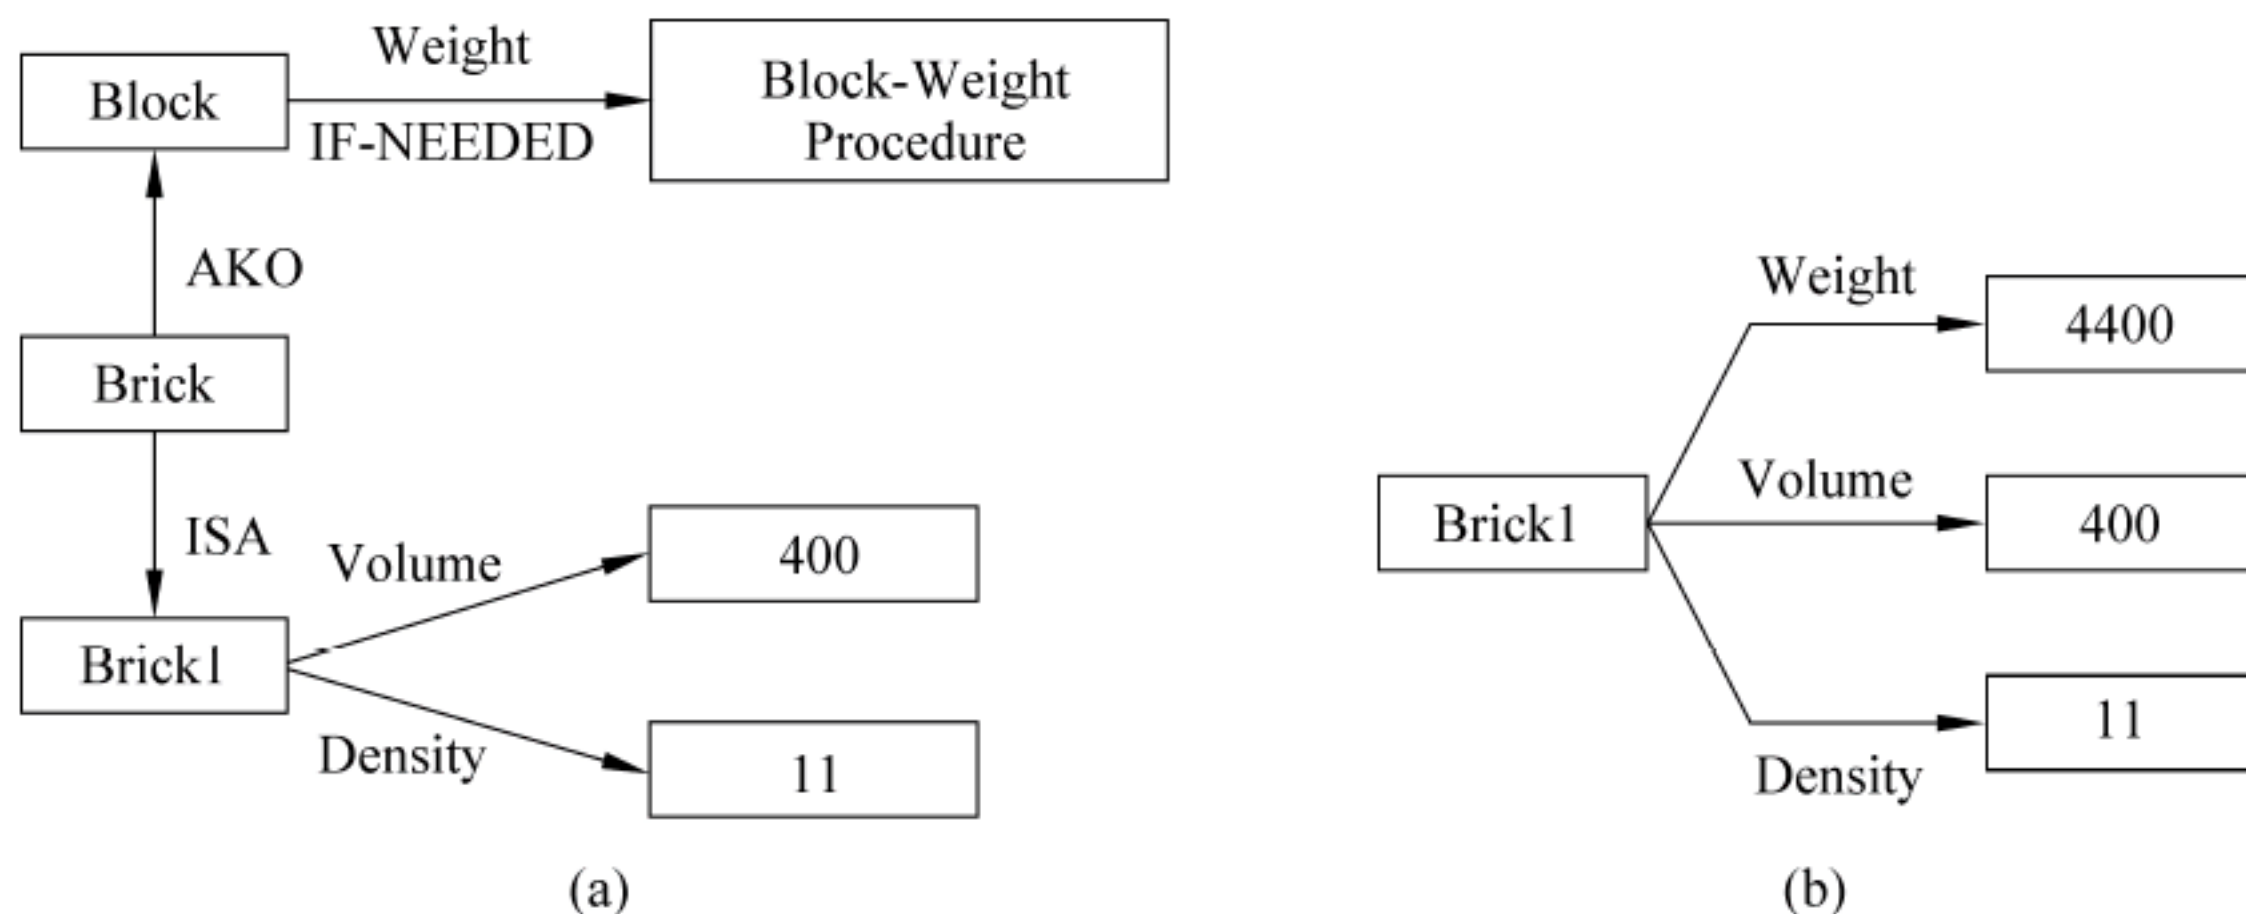 Weight
Block
Block-Weight
Procedure
IF-NEEDED
AKO
Brick
ISA
Volume
400
Brick1
Density
11
(a)
Weight
4400
Volume
Brick1
400
11
Density
(b)